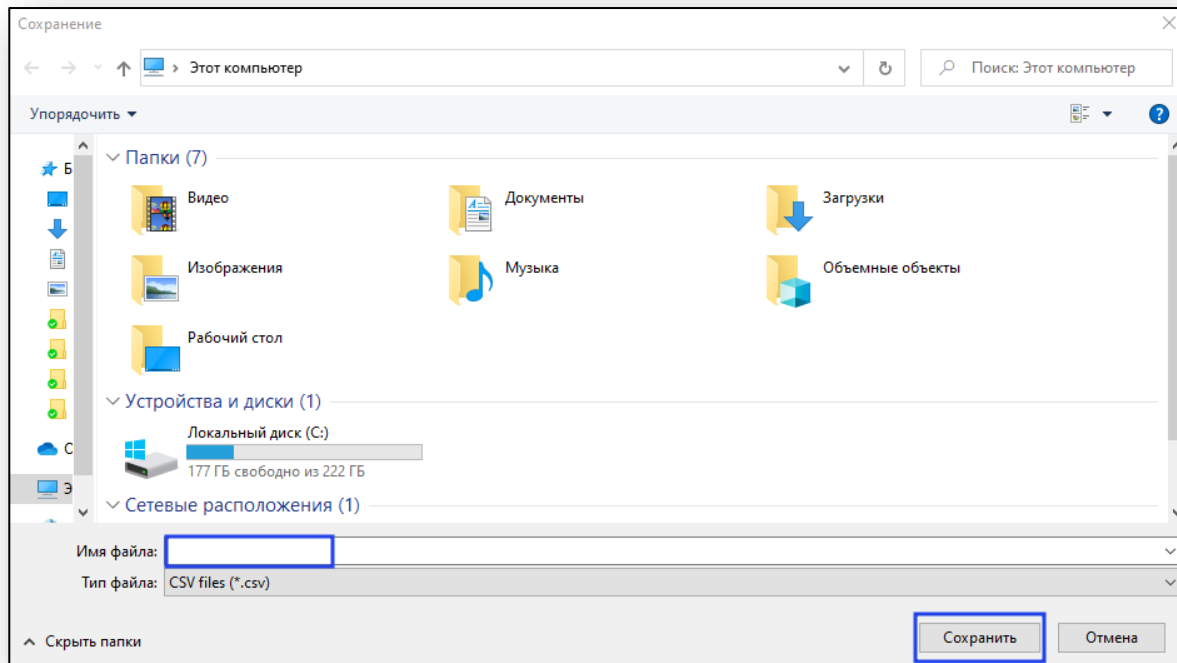 Сохранение
Этот компьютер
Поиск: Этот компьютер
Упорядочить
Б
Папки (7)
Видео
Документы
Загрузки
Изображения
Музыка
Объемные объекты
Рабочий стол
Устройства и диски (1)
Локальный диск (C:)
О
177 ГБ свободно из 222 ГБ
Э
Сетевые расположения (1)
Имя файла:
Тип файла: CSV files (*.csv)
Скрыть папки
Сохранить
Отмена